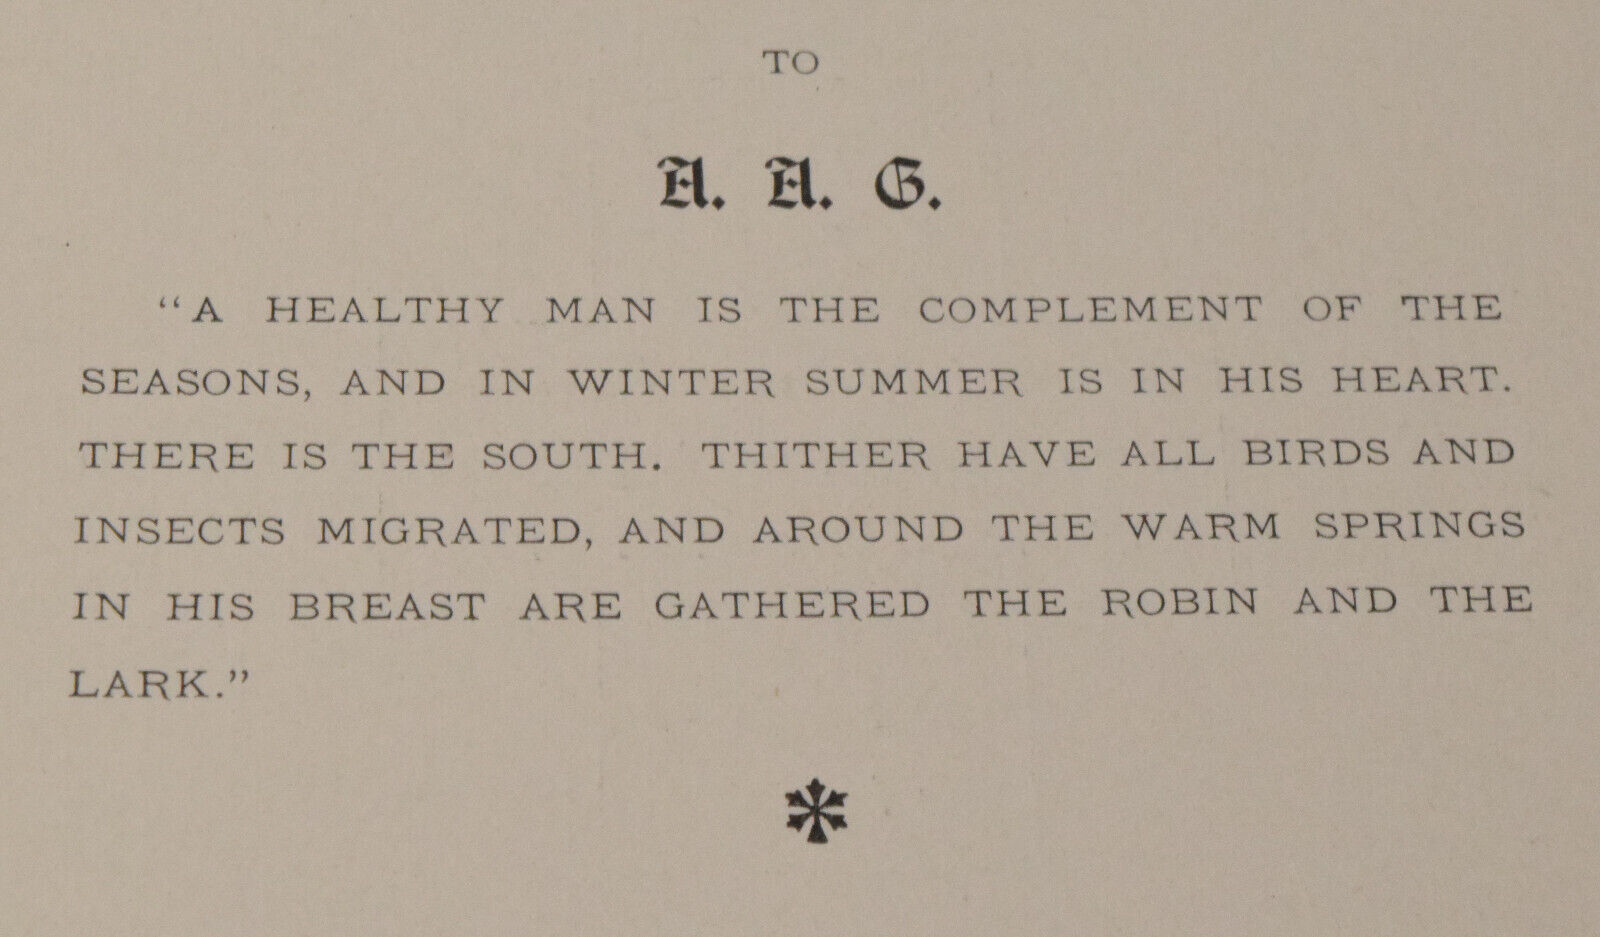 TO
A. A. G.
"A HEALTHY MAN IS THE COMPLEMENT OF THE
SEASONS, AND IN WINTER SUMMER IS IN HIS HEART.
THERE IS THE SOUTH. THITHER HAVE ALL BIRDS AND
INSECTS MIGRATED, AND AROUND THE WARM SPRINGS
IN HIS BREAST ARE GATHERED THE ROBIN AND THE
LARK."